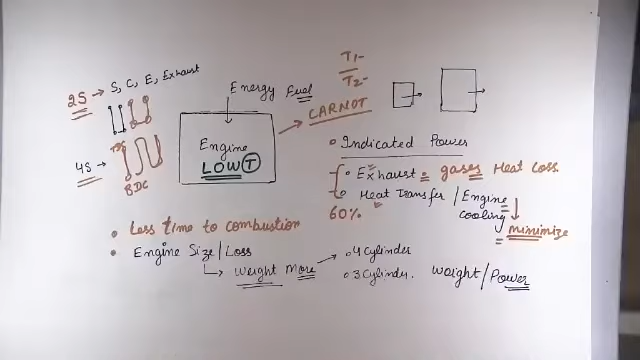 2S → S, C, E, Exhaust
4S →
TDC
BDC
Energy Fuel
Engine
LOW T
T1-
T2-
CARNOT
• Indicated Power
• Exhaust = gases Heat Loss
• Heat Transfer / Engine cooling
60%
= minimize
• Less time to combustion
• Engine Size / Loss
Weight More
• 4 Cylinder
• 3 Cylinder.
Weight / Power